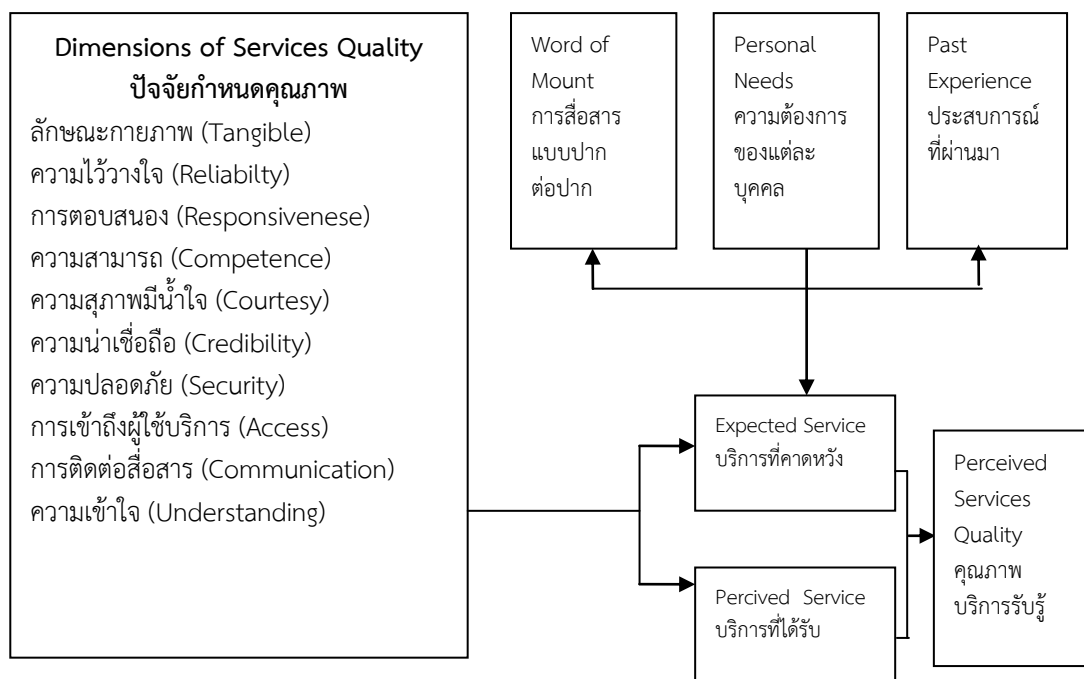 Dimensions of Services Quality
ปัจจัยกำหนดคุณภาพ
ลักษณะกายภาพ (Tangible)
ความไว้วางใจ (Reliabilty)
การตอบสนอง (Responsivenese)
ความสามารถ (Competence)
ความสุภาพมีน้ำใจ (Courtesy)
ความน่าเชื่อถือ (Credibility)
ความปลอดภัย (Security)
การเข้าถึงผู้ใช้บริการ (Access)
การติดต่อสื่อสาร (Communication)
ความเข้าใจ (Understanding)
Word of
Mount
การสื่อสาร
แบบปาก
ต่อปาก
Personal
Needs
ความต้องการ
ของแต่ละ
บุคคล
Past
Experience
ประสบการณ์
ที่ผ่านมา
Expected Service
บริการที่คาดหวัง
Percived Service
บริการที่ได้รับ
Perceived
Services
Quality
คุณภาพ
บริการรับรู้